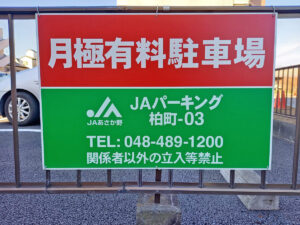 月極有料駐車場
JAパーキング
柏町-03
JAあさか野
TEL: 048-489-1200
関係者以外の立入等禁止